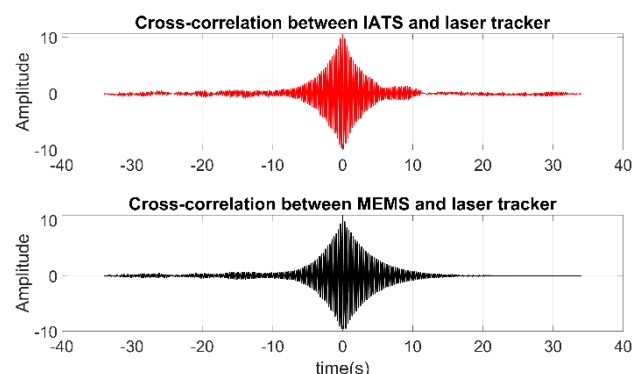 Cross-correlation between IATS and laser tracker
10
0
-10
Amplitude
-40 -30 -20 -10 0 10 20 30 40
Cross-correlation between MEMS and laser tracker
10
0
-10
Amplitude
-40 -30 -20 -10 0 10 20 30 40
time(s)